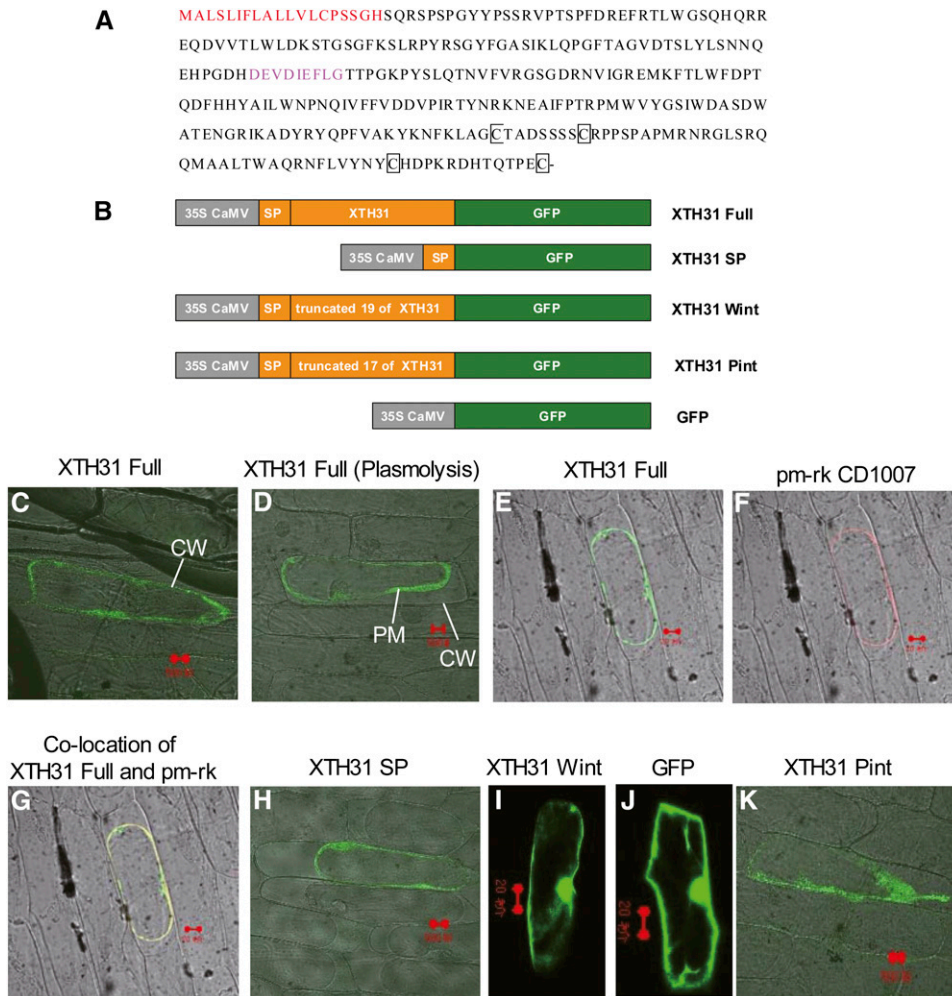 A
MALSLIFLALLVLCPSSGHSQRSPSPGYYPSSRVPTSPFDREFRTLWGSQHQRR
EQDVVTLWLDKSTGSGFKSLRPYRSGYFGASIKLQPGFTAGVDTSLYLSNNQ
EHPGDHDEVDIEFLGTTPGKPYSLQTNVFVRGSGDRNVIGREMKFTLWFDPT
QDFHHYAILWNPNQIVFFVDDVPIRTYNRKNEAIFPTRPMWVYGSIWDASDW
ATENGRIKADYRYQPFVAKYKNFKLAGCTADSSSSCRPPSPAPMRNRGLSRQ
QMAALTWAQRNFLVYNYCHDPKRDHTQTPEC-
B
35S CaMV SP XTH31 GFP XTH31 Full
35S CaMV SP GFP XTH31 SP
35S CaMV SP truncated 19 of XTH31 GFP XTH31 Wint
35S CaMV SP truncated 17 of XTH31 GFP XTH31 Pint
35S CaMV GFP GFP
XTH31 Full
C
CW
XTH31 Full (Plasmolysis)
D
PM
CW
XTH31 Full
E
pm-rk CD1007
F
Co-location of
XTH31 Full and pm-rk
G
XTH31 SP
H
XTH31 Wint
I
20
GFP
J
20
XTH31 Pint
K